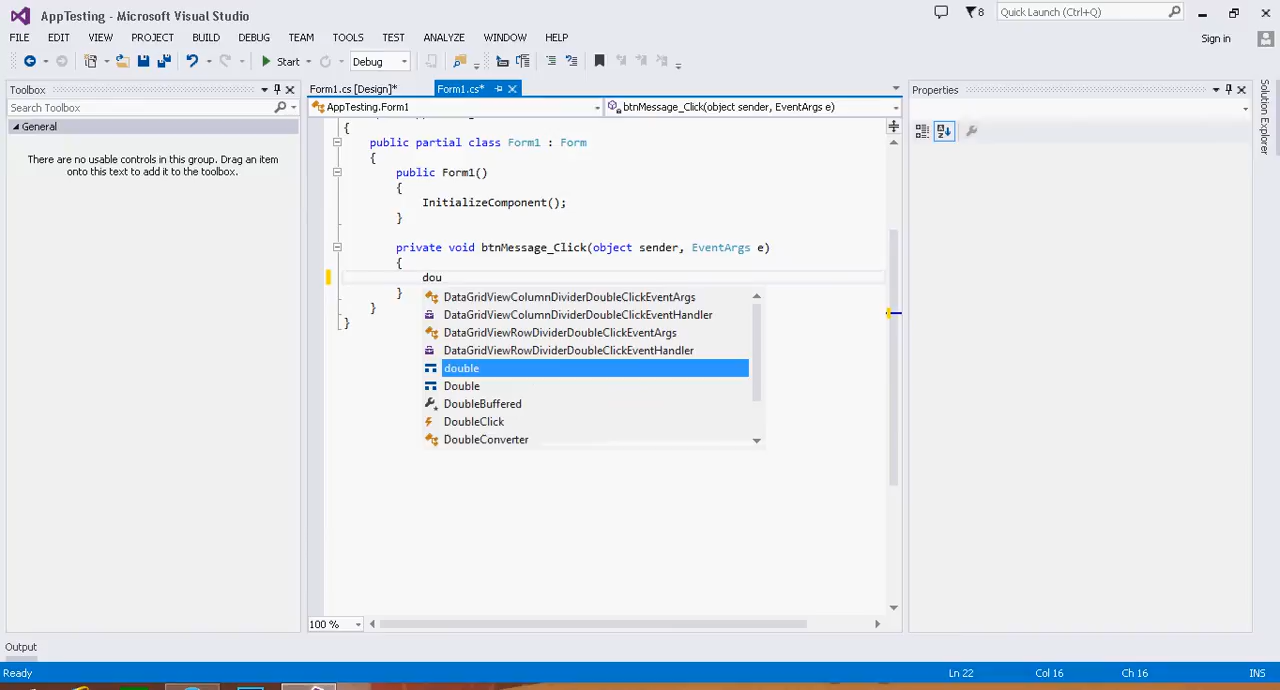 AppTesting - Microsoft Visual Studio
8
Quick Launch (Ctrl+Q)
FILE EDIT VIEW PROJECT BUILD DEBUG TEAM TOOLS TEST ANALYZE WINDOW HELP
Sign in
Start Debug
Toolbox
Form1.cs [Design]* Form1.cs*
Properties
Search Toolbox
AppTesting.Form1
btnMessage_Click(object sender, EventArgs e)
Solution Explorer
General
There are no usable controls in this group. Drag an item
onto this text to add it to the toolbox.
{
public partial class Form1 : Form
{
public Form1()
{
InitializeComponent();
}
private void btnMessage_Click(object sender, EventArgs e)
{
dou
}
}
}
DataGridViewColumnDividerDoubleClickEventArgs
DataGridViewColumnDividerDoubleClickEventHandler
DataGridViewRowDividerDoubleClickEventArgs
DataGridViewRowDividerDoubleClickEventHandler
double
Double
DoubleBuffered
DoubleClick
DoubleConverter
100 %
Output
Ready
Ln 22 Col 16 Ch 16 INS